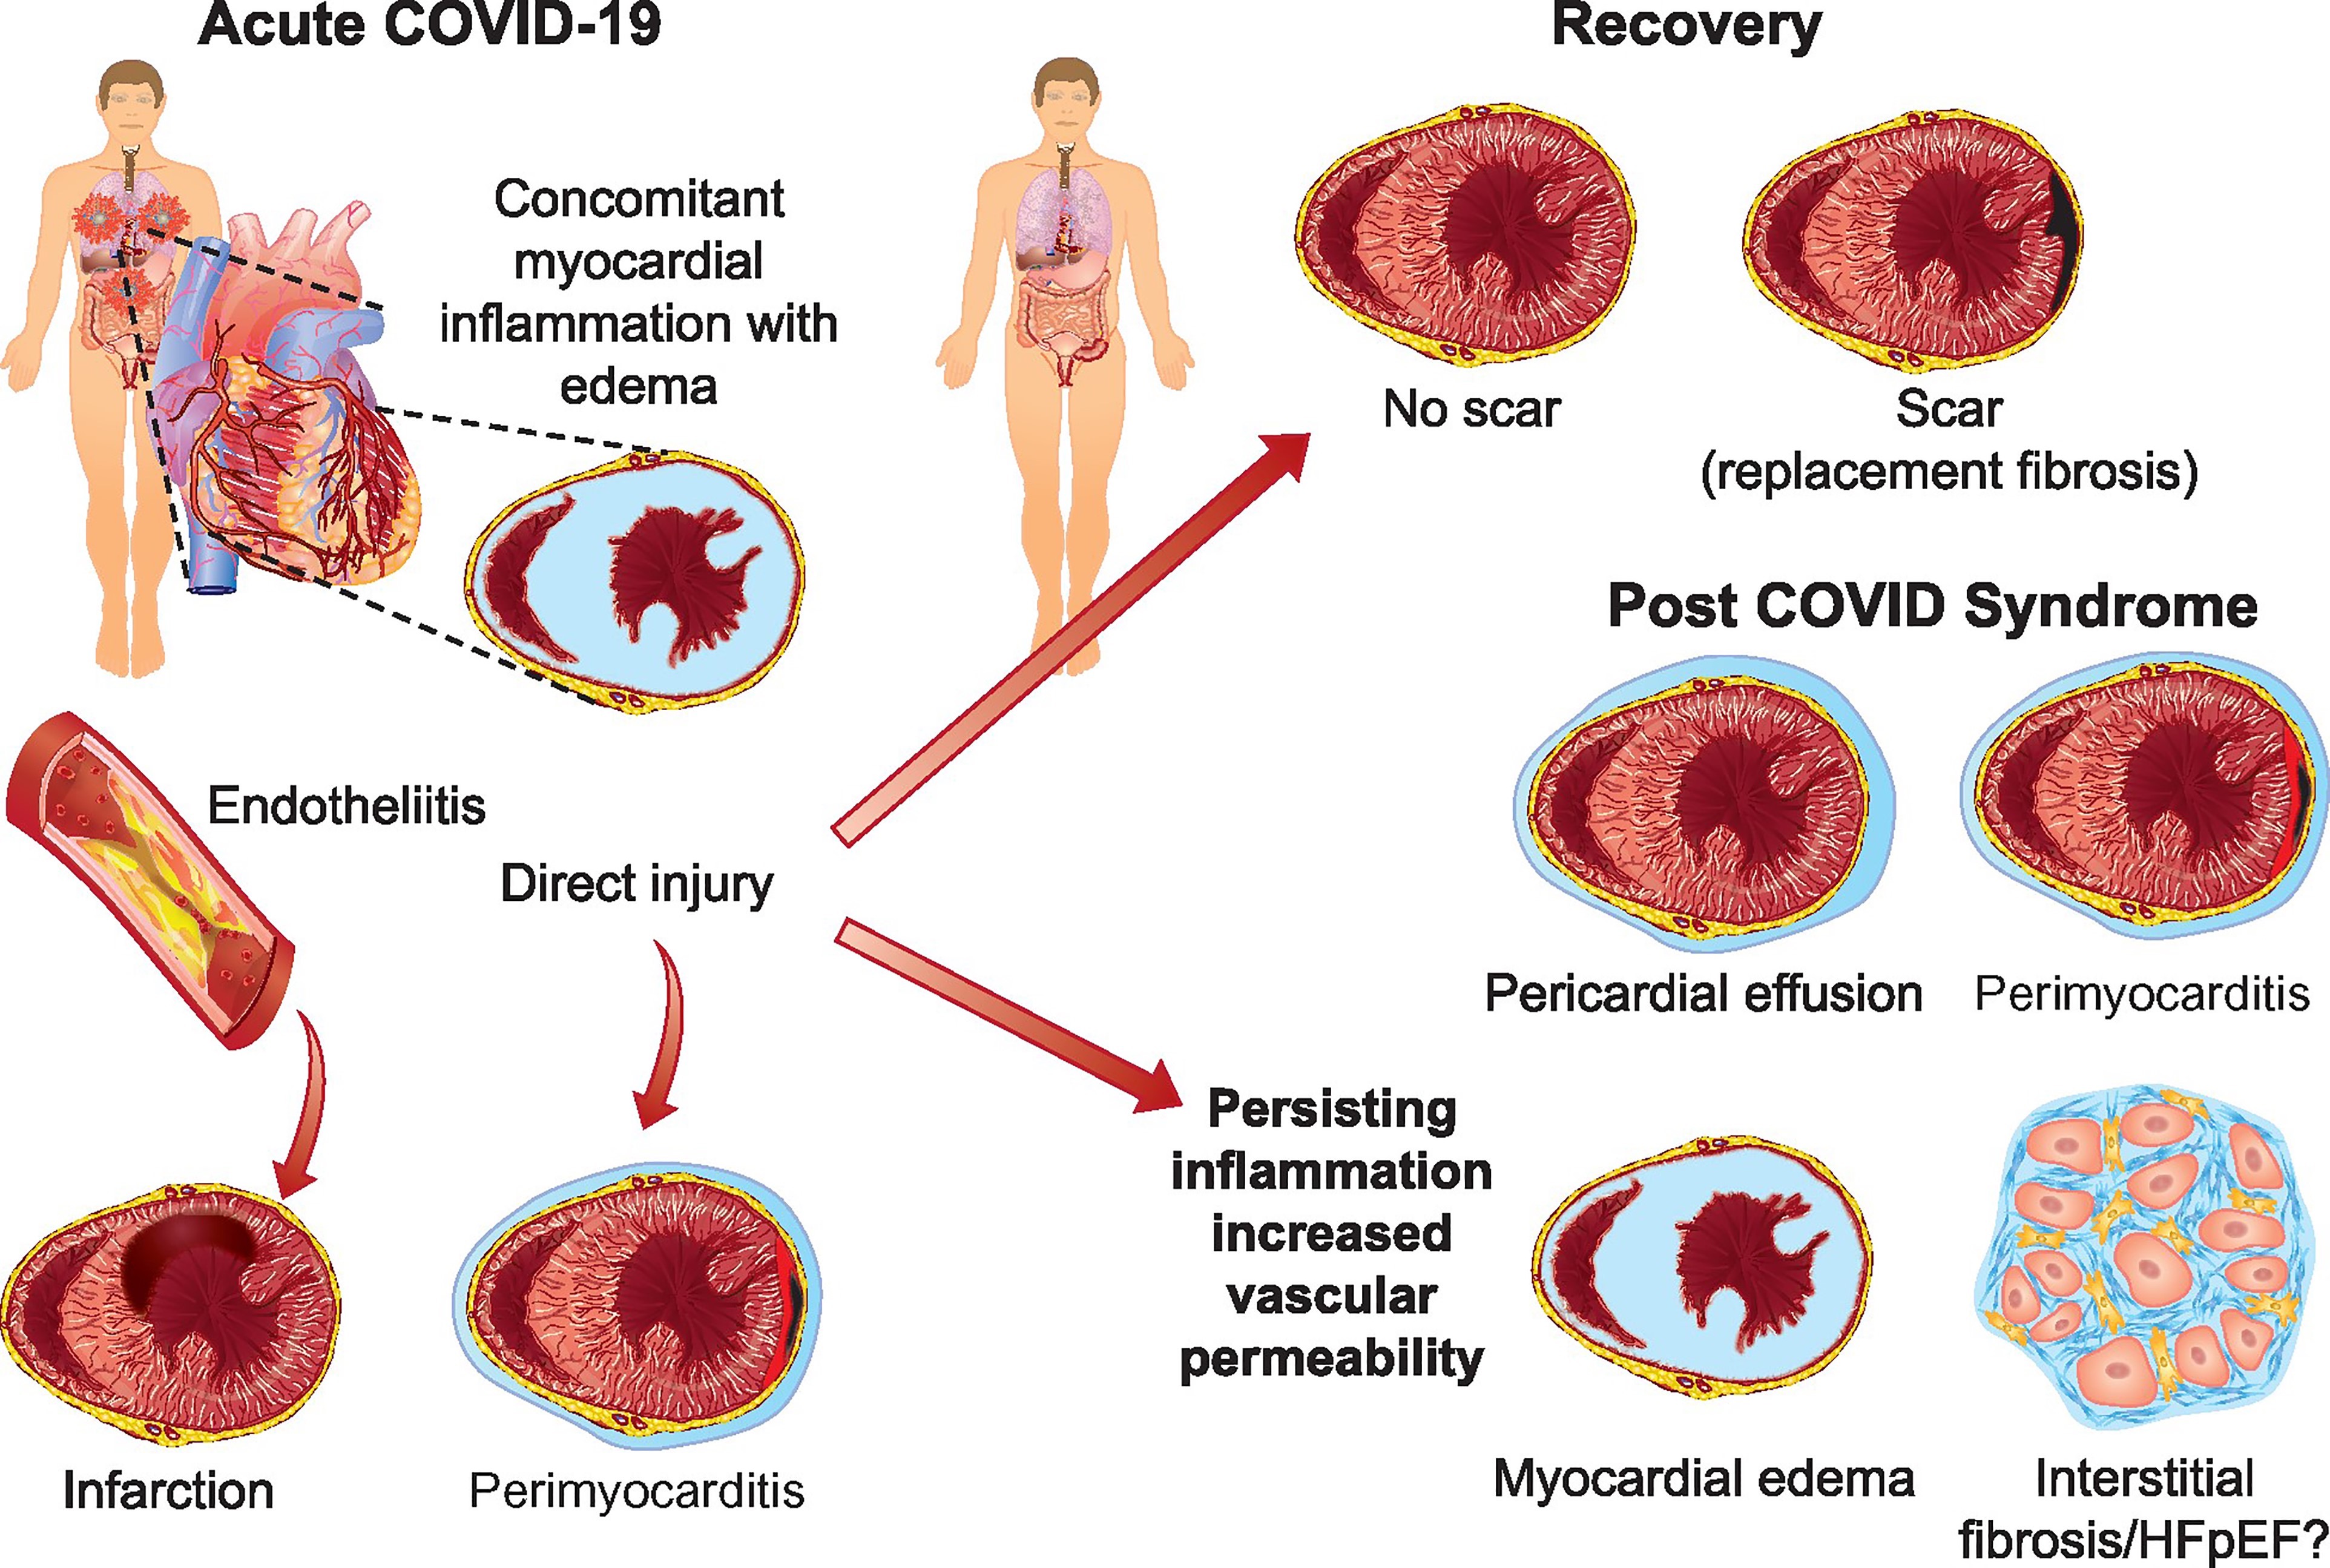 Acute COVID-19
Concomitant
myocardial
inflammation with
edema
Endotheliitis
Direct injury
Infarction
Perimyocarditis
Recovery
No scar
Scar
(replacement fibrosis)
Post COVID Syndrome
Pericardial effusion
Perimyocarditis
Persisting
inflammation
increased
vascular
permeability
Myocardial edema
Interstitial
fibrosis/HFpEF?